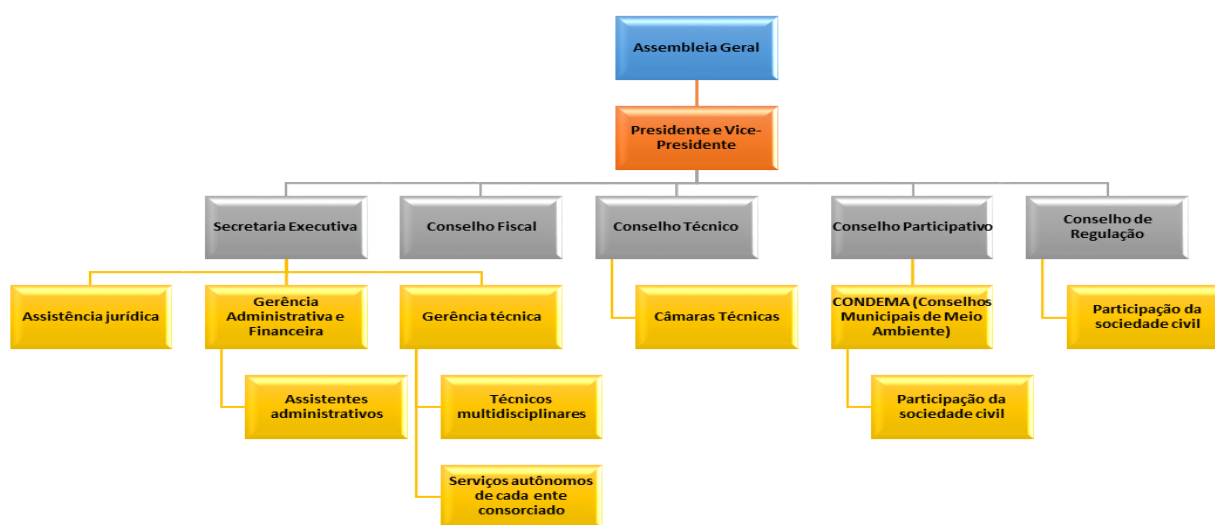 Assembleia Geral
Presidente e Vice-
Presidente
Secretaria Executiva
Conselho Fiscal
Conselho Técnico
Conselho Participativo
Conselho de
Regulação
Assistência jurídica
Gerência
Administrativa e
Financeira
Gerência técnica
Câmaras Técnicas
CONDEMA (Conselhos
Municipais de Meio
Ambiente)
Participação da
sociedade civil
Assistentes
administrativos
Técnicos
multidisciplinares
Participação da
sociedade civil
Serviços autônomos
de cada ente
consorciado